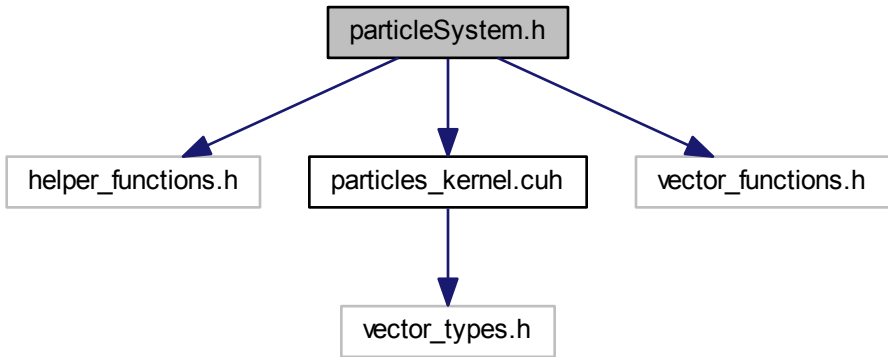 particleSystem.h
helper_functions.h
particles_kernel.cuh
vector_functions.h
vector_types.h